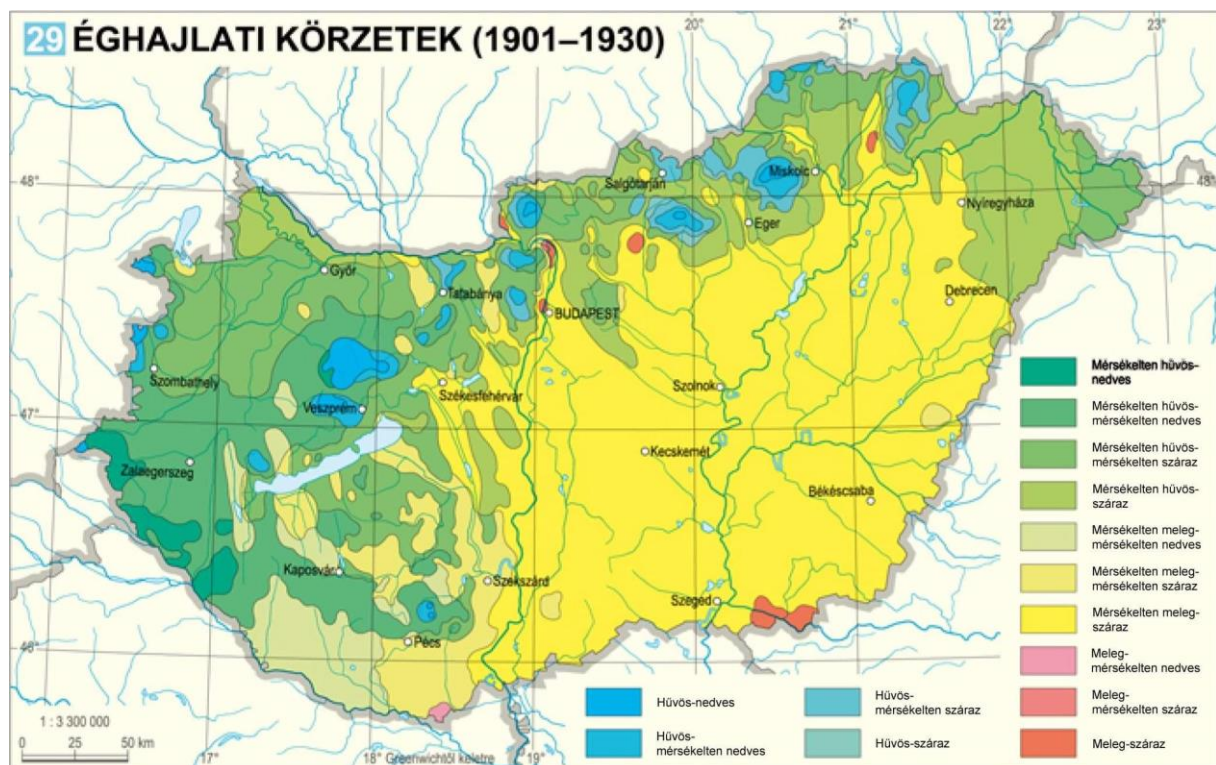 29 ÉGHAJLATI KÖRZETEK (1901–1930)
20°
21°
22°
23°
48°
48°
Salgótarján
Miskolc
Nyíregyháza
Eger
Győr
Tatabánya
Debrecen
BUDAPEST
Szombathely
Székesfehérvár
Szolnok
Veszprém
47°
Zalaegerszeg
Kecskemét
Békéscsaba
Kaposvár
Szekszárd
Szeged
Pécs
48°
1 : 3 300 000
0 25 50 km
17°
18° Greenwichtől keletre
19°
Mérsékelten hűvös-
nedves
Mérsékelten hűvös-
mérsékelten nedves
Mérsékelten hűvös-
mérsékelten száraz
Mérsékelten hűvös-
száraz
Mérsékelten meleg-
mérsékelten nedves
Mérsékelten meleg-
mérsékelten száraz
Mérsékelten meleg-
száraz
Meleg-
mérsékelten nedves
Meleg-
mérsékelten száraz
Meleg-száraz
Hűvös-nedves
Hűvös-
mérsékelten nedves
Hűvös-
mérsékelten száraz
Hűvös-száraz